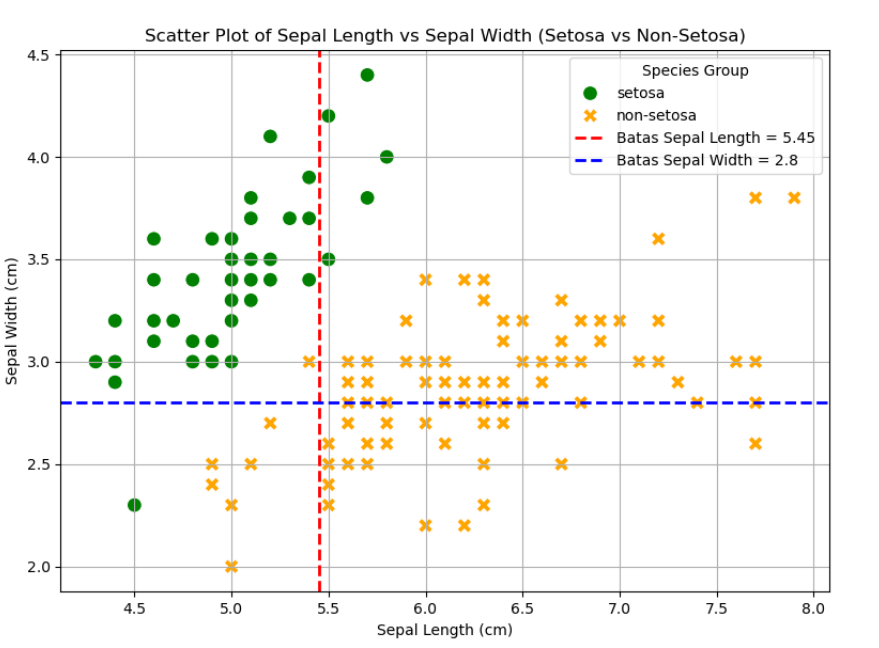 Scatter Plot of Sepal Length vs Sepal Width (Setosa vs Non-Setosa)
Species Group
setosa
non-setosa
Batas Sepal Length = 5.45
Batas Sepal Width = 2.8
Sepal Width (cm)
4.5
4.0
3.5
3.0
2.5
2.0
4.5 5.0 5.5 6.0 6.5 7.0 7.5 8.0
Sepal Length (cm)